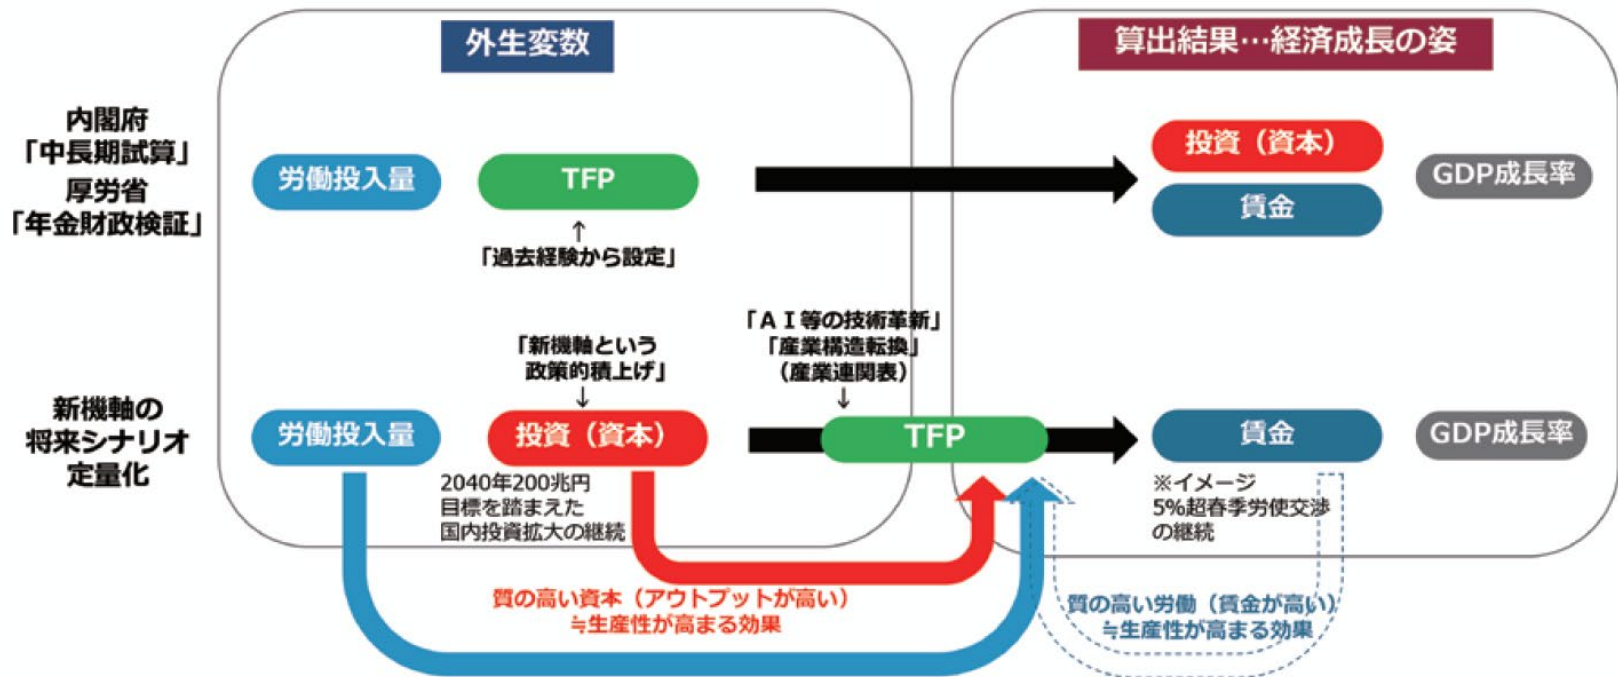 外生変数
算出結果…経済成長の姿
内閣府
「中長期試算」
厚労省
「年金財政検証」
労働投入量
TFP
↑
「過去経験から設定」
投資（資本）
賃金
GDP成長率
新機軸の
将来シナリオ
定量化
労働投入量
「新機軸という
政策的積上げ」
↓
投資（資本）
2040年200兆円
目標を踏まえた
国内投資拡大の継続
「ＡＩ等の技術革新」
「産業構造転換」
（産業連関表）
↓
TFP
賃金
※イメージ
5%超春季労使交渉
の継続
GDP成長率
質の高い資本（アウトプットが高い）
≒生産性が高まる効果
質の高い労働（賃金が高い）
≒生産性が高まる効果